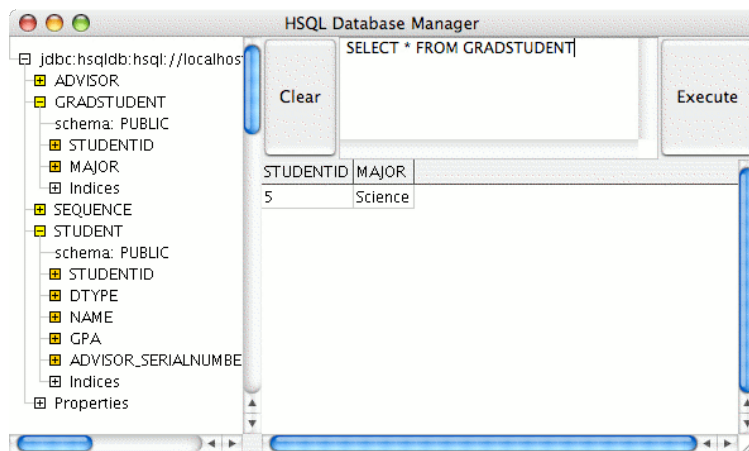 HSQL Database Manager
jdbc:hsqldb:hsql://localhos
ADVISOR
GRADSTUDENT
schema: PUBLIC
STUDENTID
MAJOR
Indices
SEQUENCE
STUDENT
schema: PUBLIC
STUDENTID
DTYPE
NAME
GPA
ADVISOR_SERIALNUMBE
Indices
Properties
Clear
SELECT * FROM GRADSTUDENT
Execute
STUDENTID MAJOR
5 Science